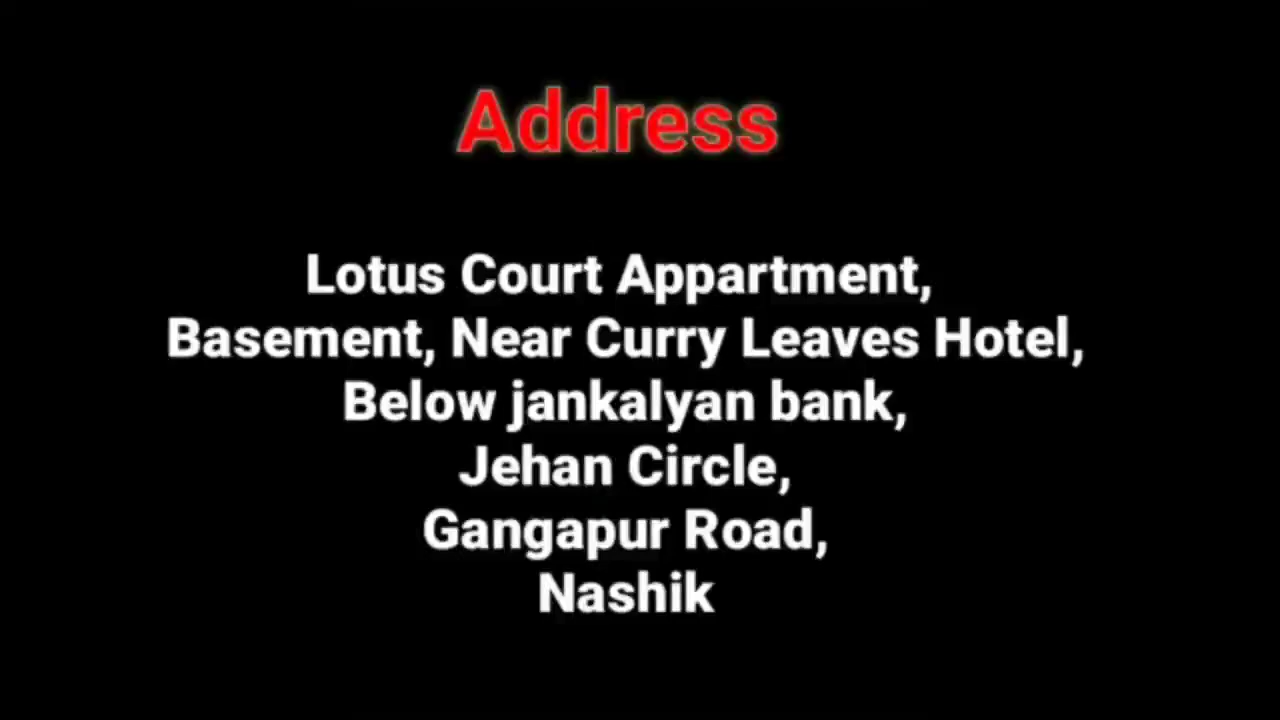 Address
Lotus Court Appartment,
Basement, Near Curry Leaves Hotel,
Below jankalyan bank,
Jehan Circle,
Gangapur Road,
Nashik